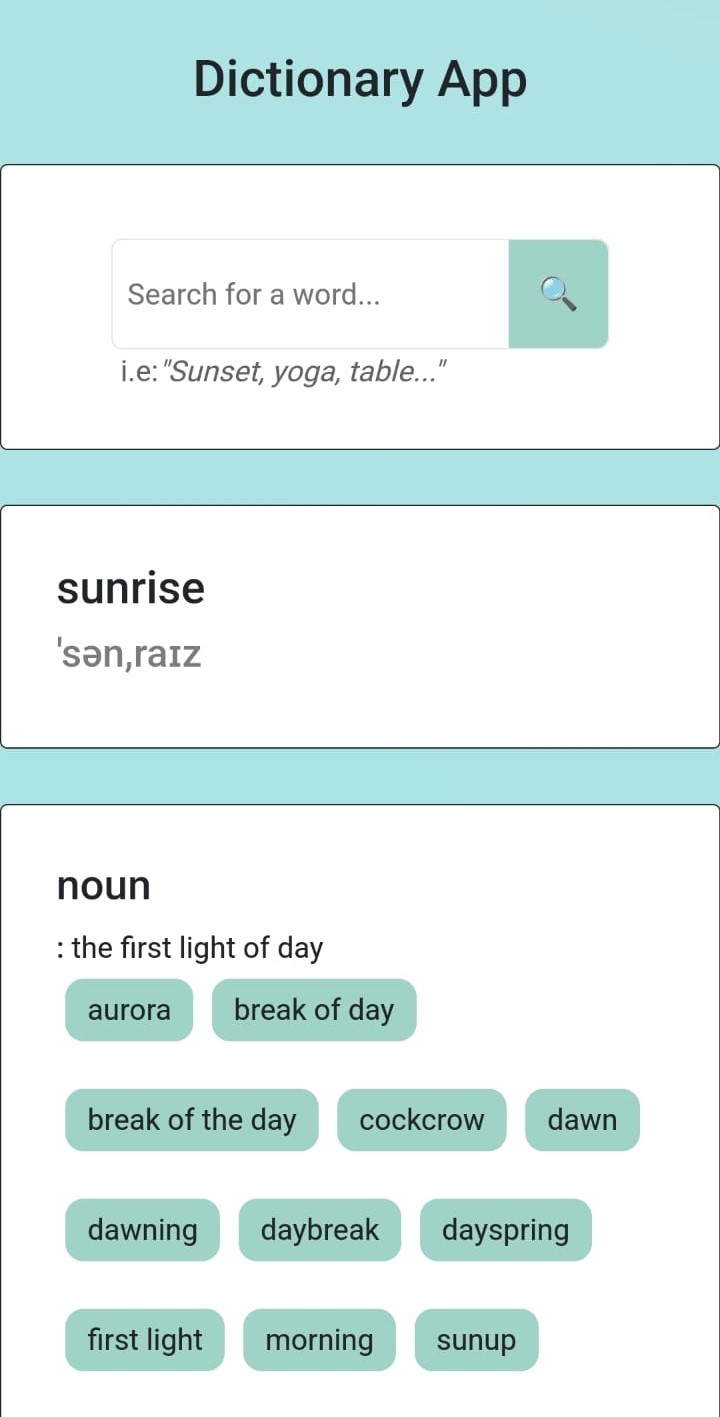 Dictionary App
Search for a word...
i.e:"Sunset, yoga, table..."
sunrise
ˈsən,raɪz
noun
: the first light of day
aurora break of day
break of the day cockcrow dawn
dawning daybreak dayspring
first light morning sunup